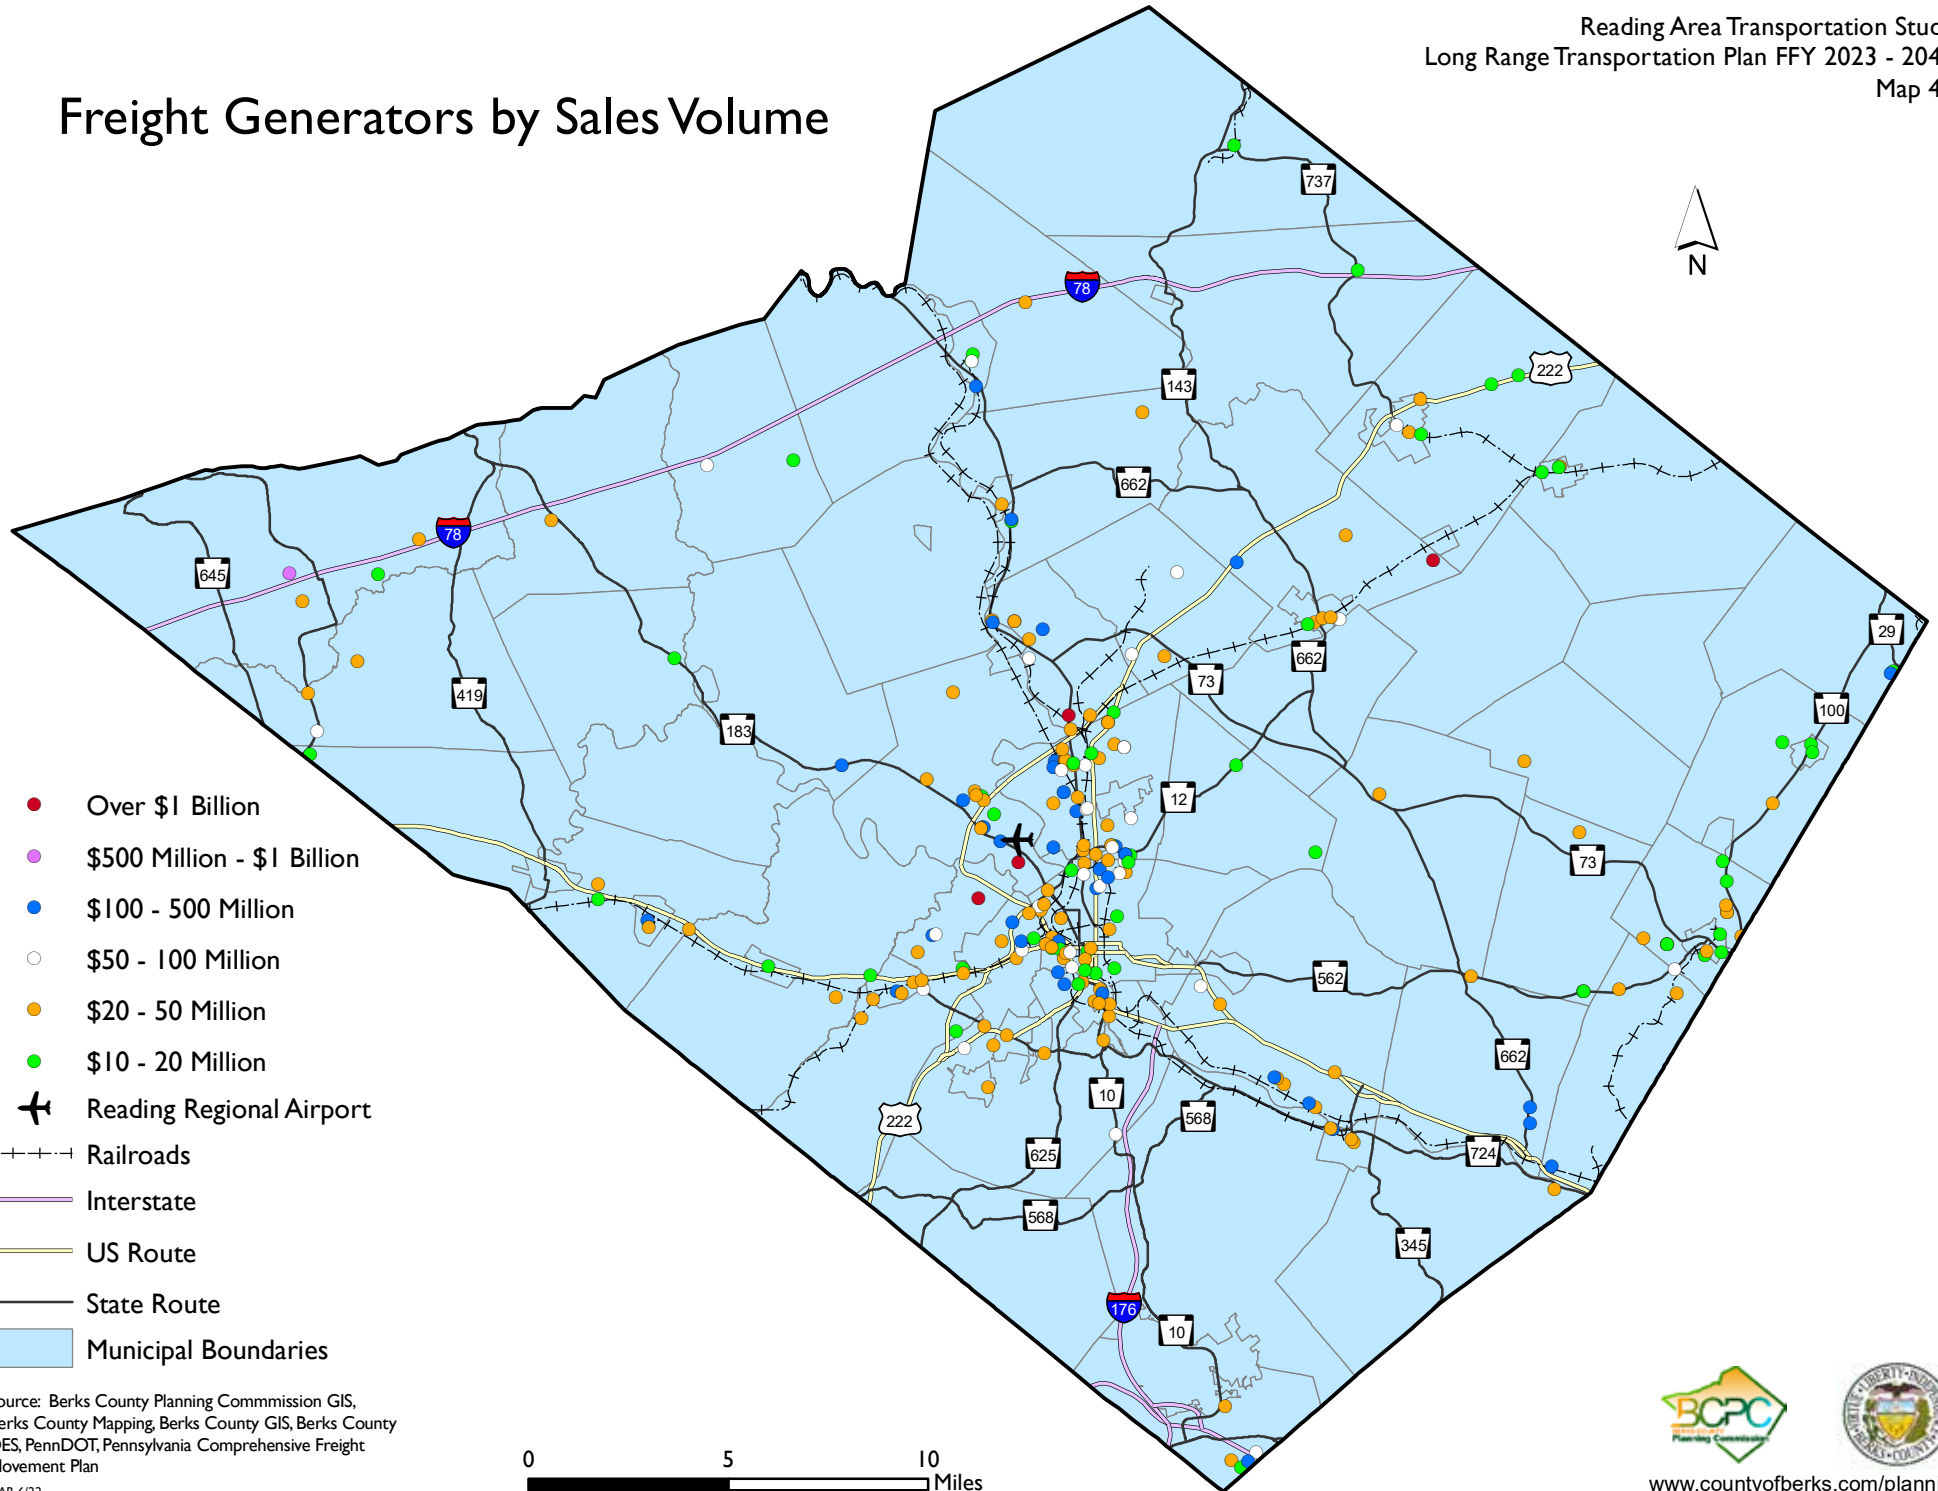 Reading Area Transportation Stud
Long Range Transportation Plan FFY 2023 - 204
Map 4
Freight Generators by Sales Volume
N
737
78
222
143
662
78
645
29
662
73
419
100
183
12
73
562
662
10
568
222
724
625
568
345
176
10
Over $1 Billion
$500 Million - $1 Billion
$100 - 500 Million
$50 - 100 Million
$20 - 50 Million
$10 - 20 Million
Reading Regional Airport
Railroads
Interstate
US Route
State Route
Municipal Boundaries
ource: Berks County Planning Commmission GIS,
erks County Mapping, Berks County GIS, Berks County
DES, PennDOT, Pennsylvania Comprehensive Freight
Movement Plan
0 5 10
Miles
BCPC
Planning Commission
www.countyofberks.com/planni